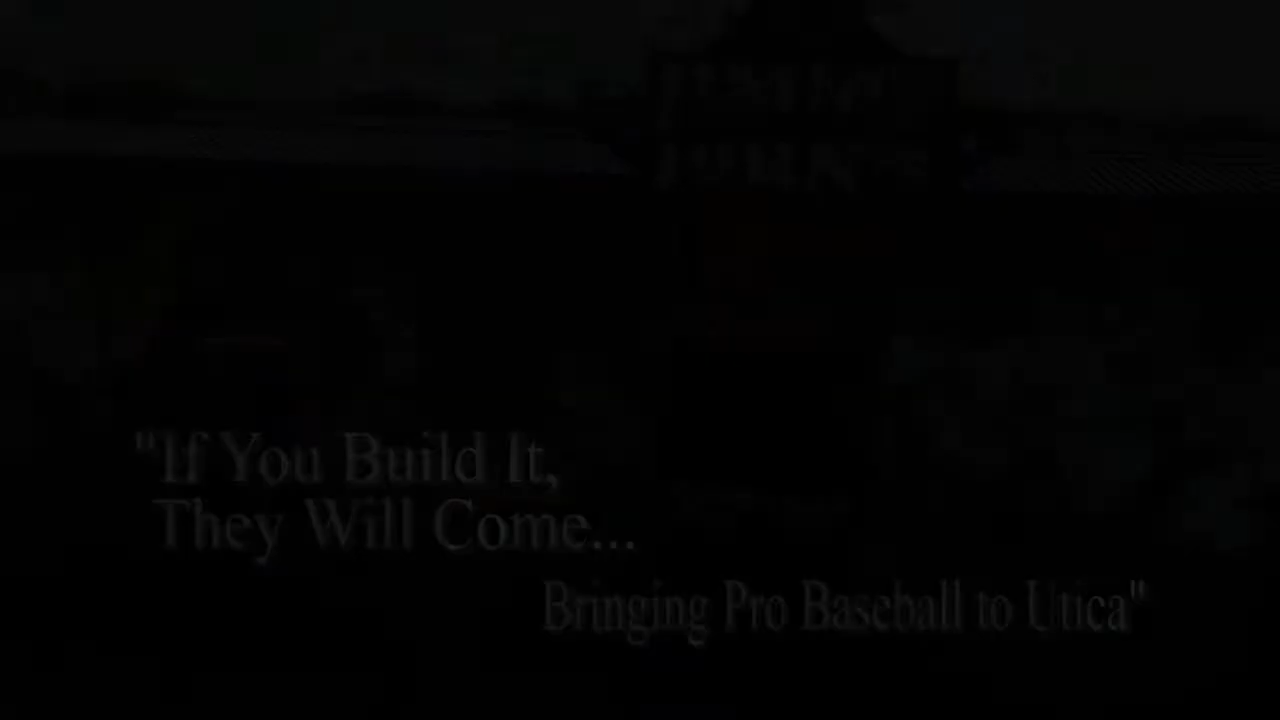 "If You Build It,
They Will Come...
Bringing Pro Baseball to Utica"